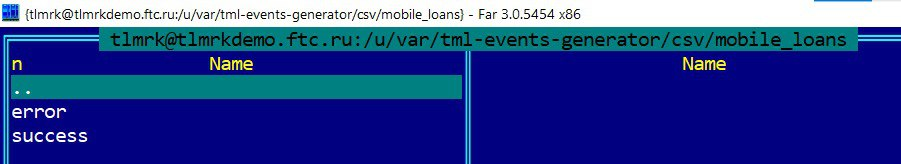 {tlmrk@tlmrkdemo.ftc.ru:/u/var/tml-events-generator/csv/mobile_loans} - Far 3.0.5454 x86
tlmrk@tlmrkdemo.ftc.ru:/u/var/tml-events-generator/csv/mobile_loans
n Name Name
..
error
success